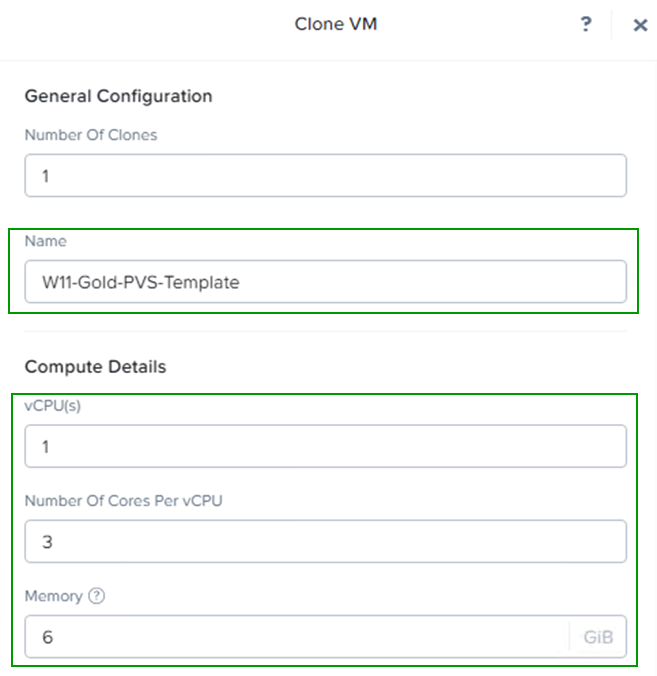 Clone VM ? ×
General Configuration
Number Of Clones
1
Name
W11-Gold-PVS-Template
Compute Details
vCPU(s)
1
Number Of Cores Per vCPU
3
Memory ?
6 GiB